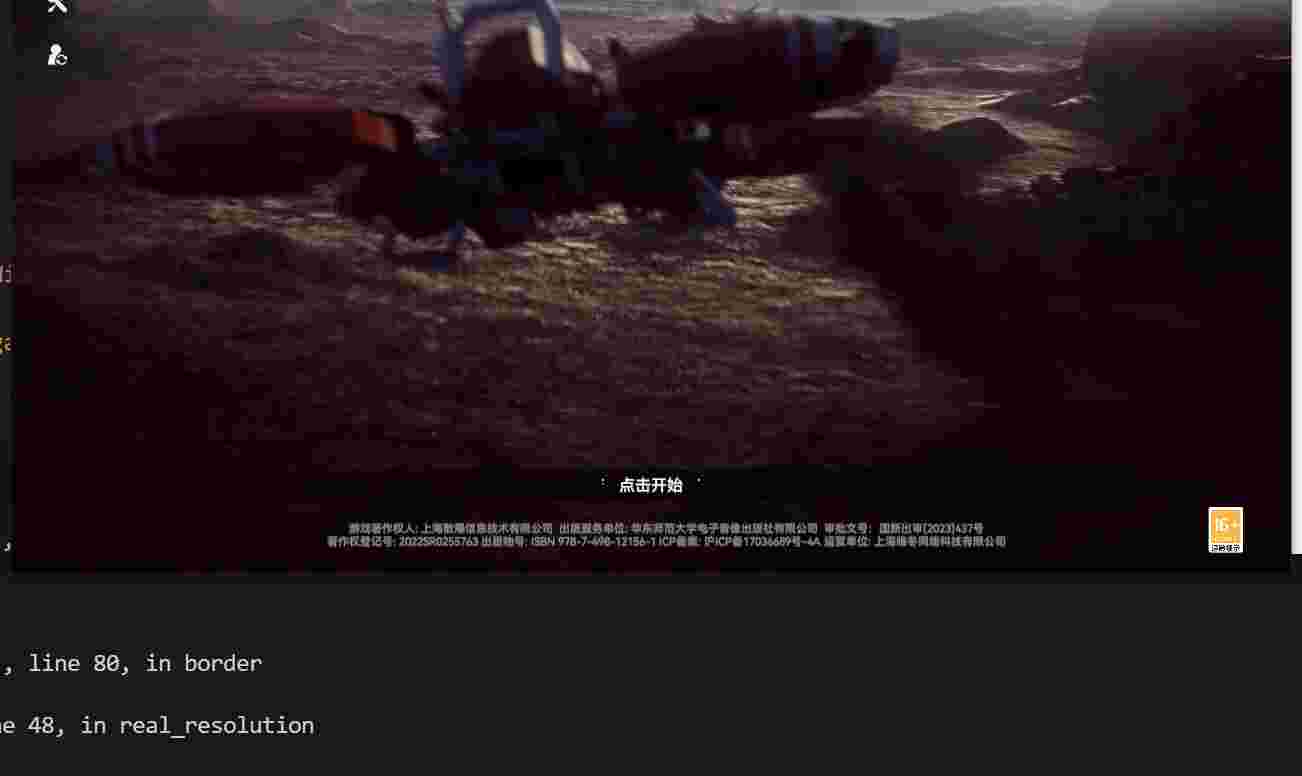 点击开始
游戏著作权人: 上海散爆信息技术有限公司 出版服务单位: 华东师范大学电子音像出版社有限公司 审批文号: 国新出审[2023]437号
著作权登记号: 2022SR0255763 出版物号: ISBN 978-7-498-12156-1 ICP备案: 沪ICP备17036689号-4A 运营单位: 上海暗冬网络科技有限公司
16+
适龄提示
, line 80, in border
e 48, in real_resolution